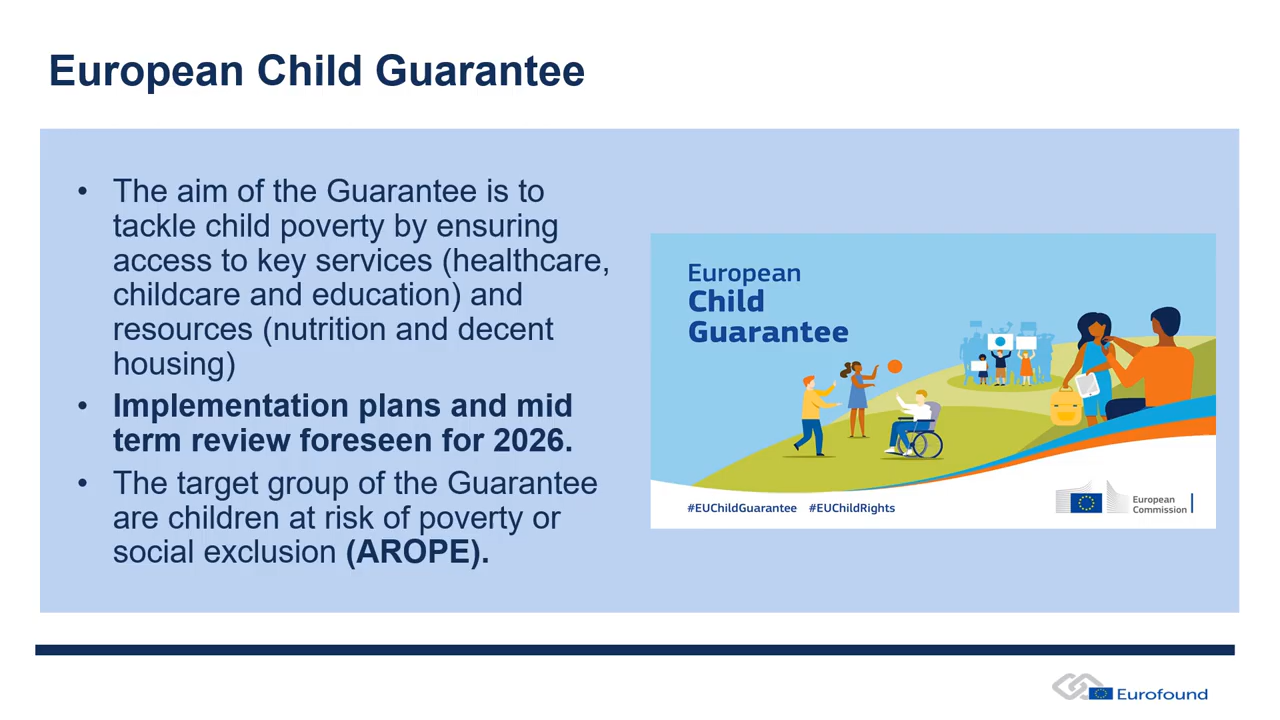 European Child Guarantee
• The aim of the Guarantee is to
tackle child poverty by ensuring
access to key services (healthcare,
childcare and education) and
resources (nutrition and decent
housing)
• Implementation plans and mid
term review foreseen for 2026.
• The target group of the Guarantee
are children at risk of poverty or
social exclusion (AROPE).
European
Child
Guarantee
#EUChildGuarantee #EUChildRights
European
Commission
Eurofound